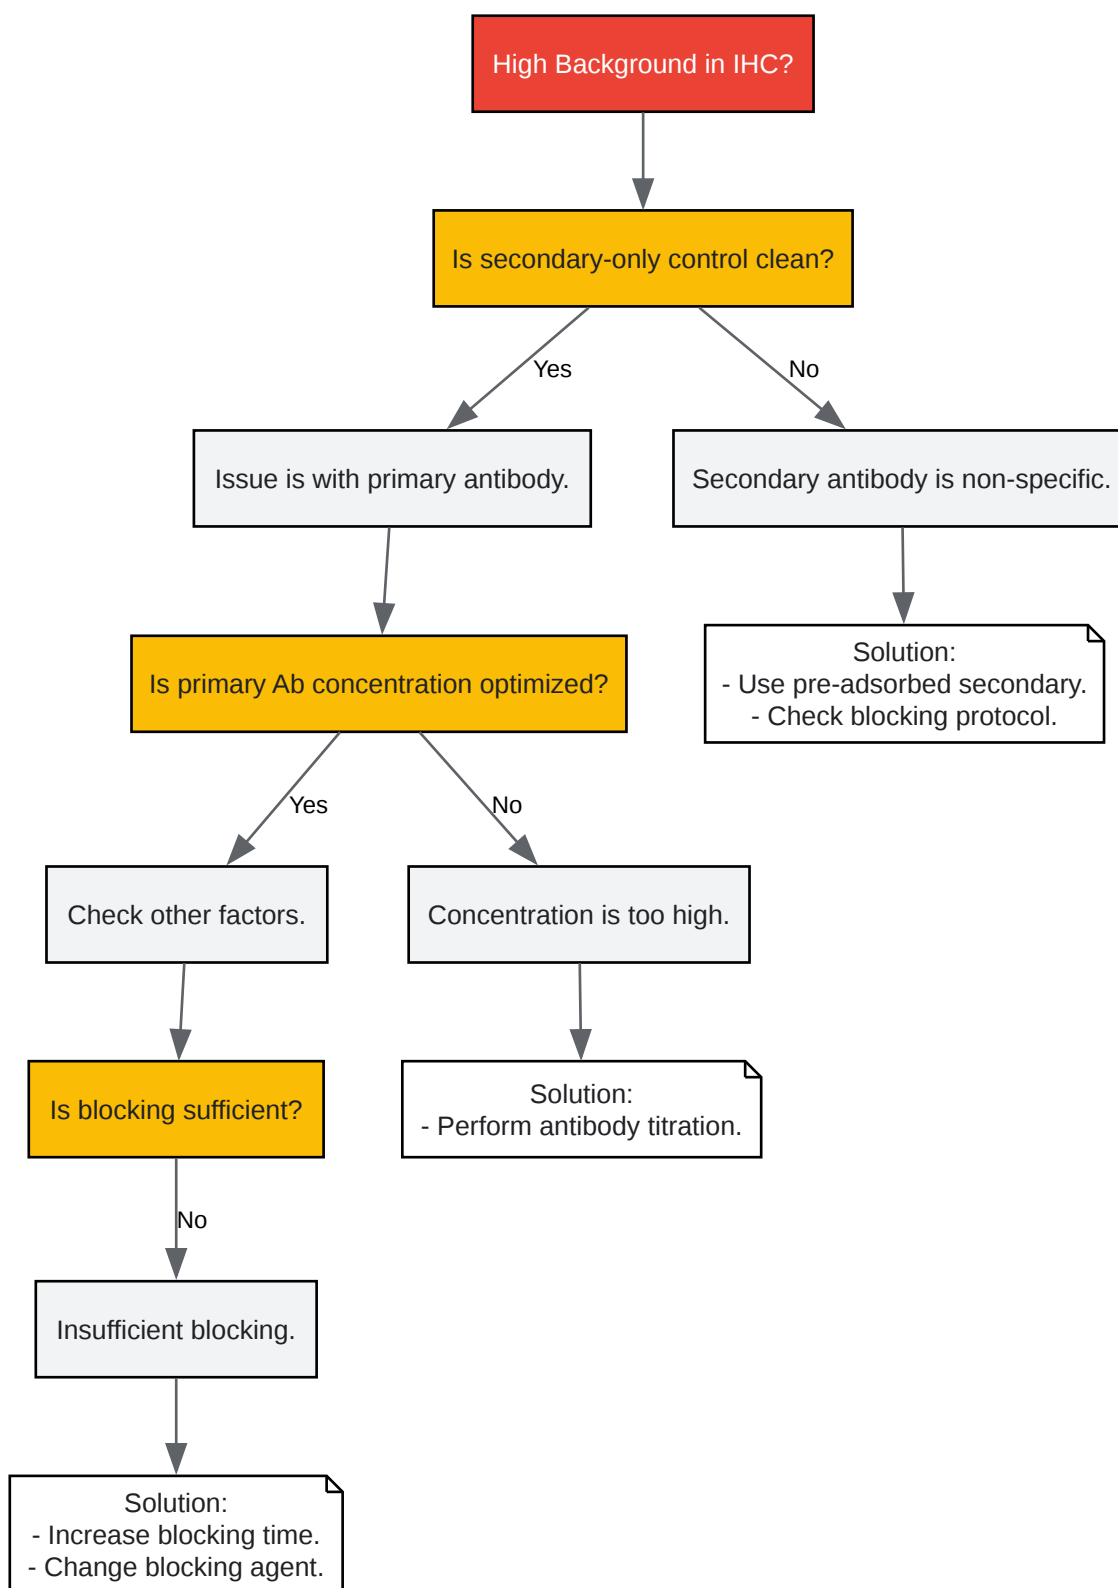 High Background in IHC?
Is secondary-only control clean?
Yes
No
Issue is with primary antibody.
Secondary antibody is non-specific.
Is primary Ab concentration optimized?
Solution:
- Use pre-adsorbed secondary.
- Check blocking protocol.
Yes
No
Check other factors.
Concentration is too high.
Is blocking sufficient?
Solution:
- Perform antibody titration.
No
Insufficient blocking.
Solution:
- Increase blocking time.
- Change blocking agent.